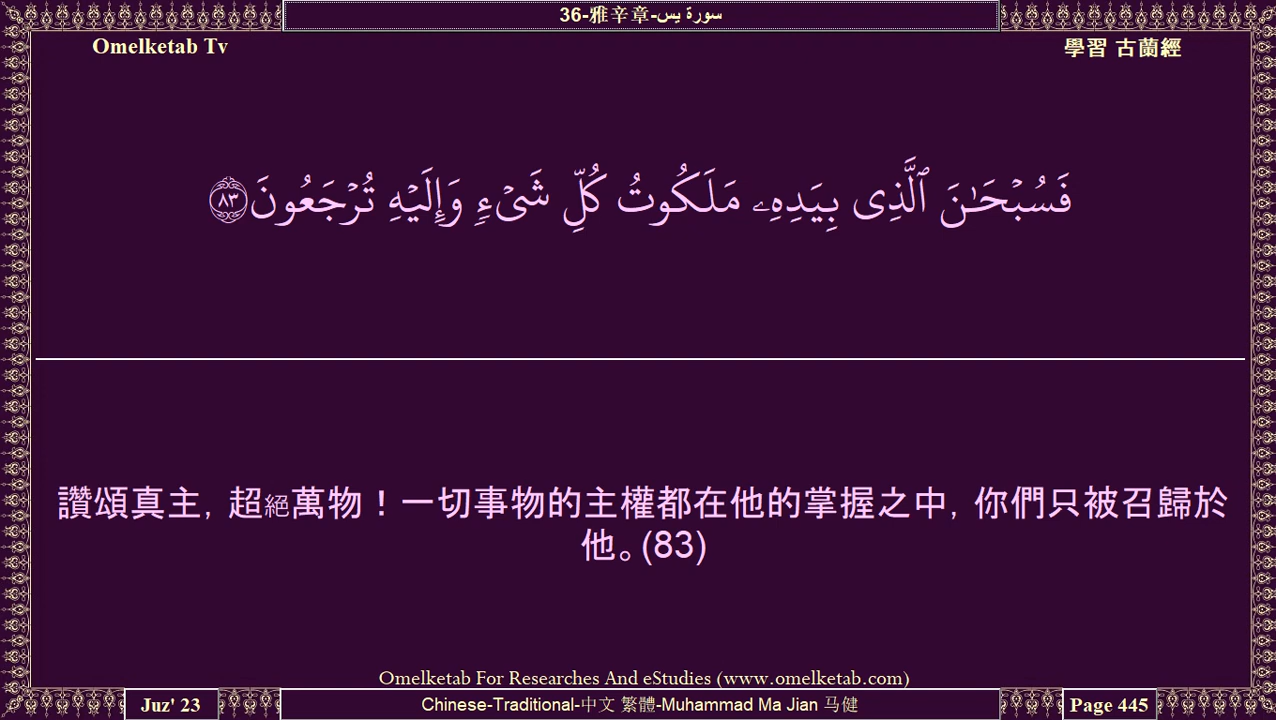 36-雅辛章-سورة يس
Omelketab Tv
學習 古蘭經
فَسُبْحَـٰنَ ٱلَّذِى بِيَدِهِۦ مَلَكُوتُ كُلِّ شَىْءٍۢ وَإِلَيْهِ تُرْجَعُونَ ﴿٨٣﴾
讚頌真主, 超絕萬物！一切事物的主權都在他的掌握之中, 你們只被召歸於
他。(83)
Omelketab For Researches And eStudies (www.omelketab.com)
Juz' 23
Chinese-Traditional-中文 繁體-Muhammad Ma Jian 马健
Page 445